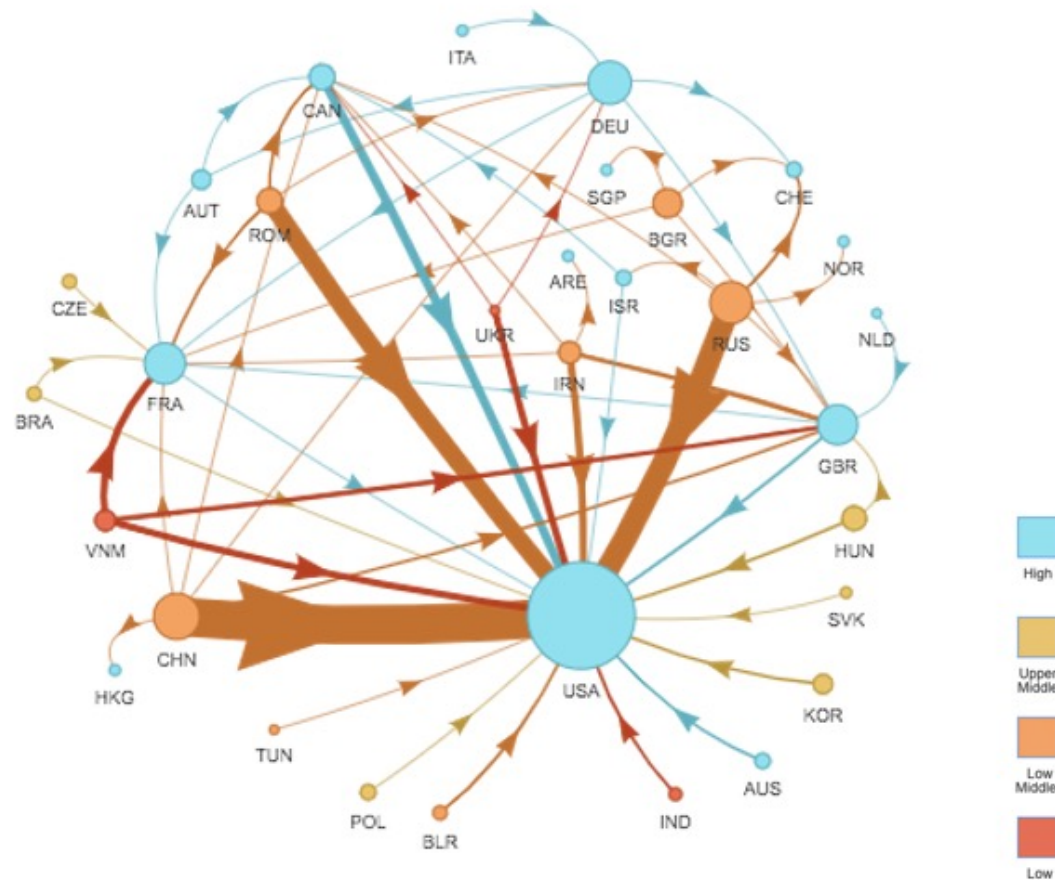 ITA
CAN
DEU
SGP
CHE
AUT
BGR
ROM
NOR
ARE
ISR
CZE
UKR
RUS
NLD
IRN
FRA
BRA
GBR
VNM
HUN
High
SVK
CHN
Upper
Middle
USA
HKG
KOR
TUN
Low
Middle
AUS
POL
IND
BLR
Low